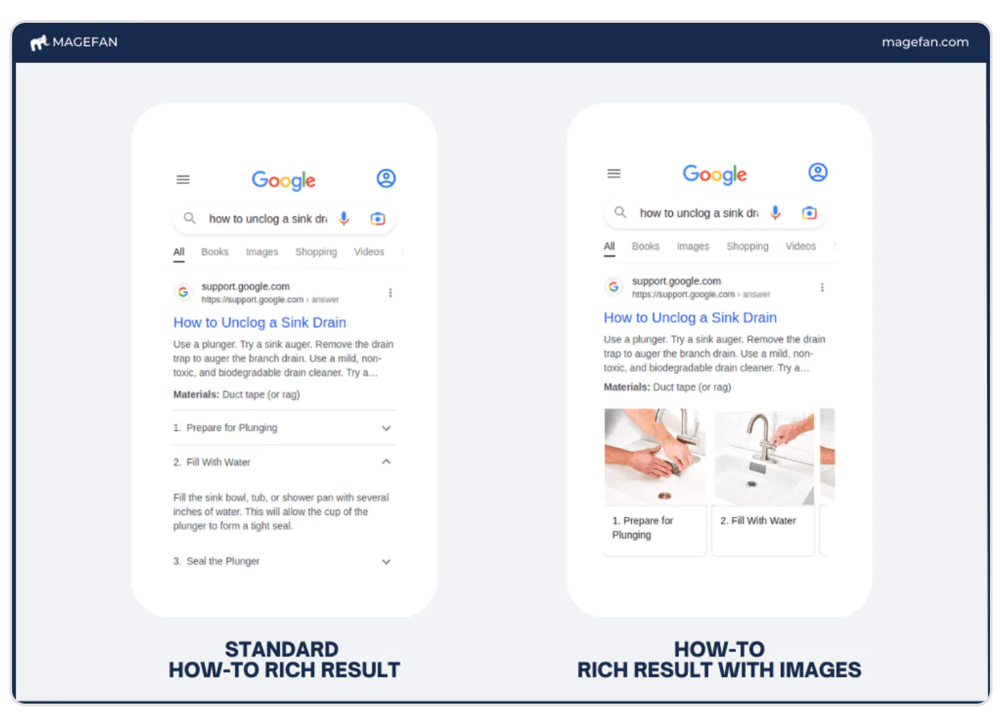 MAGEFAN
magefan.com
Google
how to unclog a sink dr
All Books Images Shopping Videos
support.google.com
https://support.google.com › answer
How to Unclog a Sink Drain
Use a plunger. Try a sink auger. Remove the drain
trap to auger the branch drain. Use a mild, non-
toxic, and biodegradable drain cleaner. Try a...
Materials: Duct tape (or rag)
1. Prepare for Plunging
2. Fill With Water
Fill the sink bowl, tub, or shower pan with several
inches of water. This will allow the cup of the
plunger to form a tight seal.
3. Seal the Plunger
STANDARD
HOW-TO RICH RESULT
Google
how to unclog a sink dr
All Books Images Shopping Videos
support.google.com
https://support.google.com › answer
How to Unclog a Sink Drain
Use a plunger. Try a sink auger. Remove the drain
trap to auger the branch drain. Use a mild, non-
toxic, and biodegradable drain cleaner. Try a...
Materials: Duct tape (or rag)
1. Prepare for
Plunging
2. Fill With Water
HOW-TO
RICH RESULT WITH IMAGES